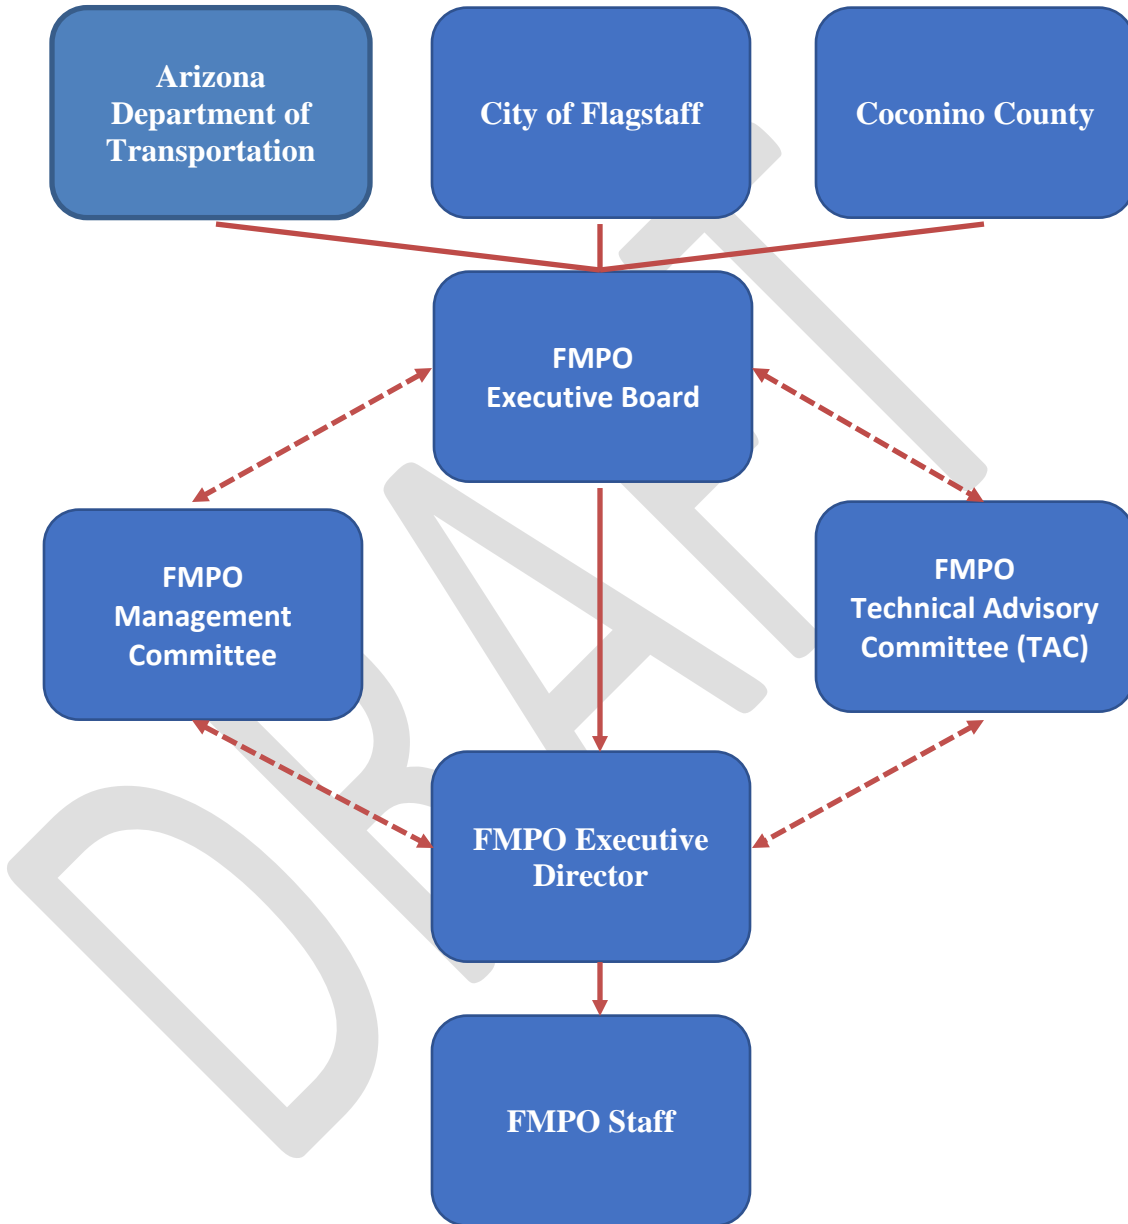 Arizona
Department of
Transportation
City of Flagstaff
Coconino County
FMPO
Executive Board
FMPO
Management
Committee
FMPO
Technical Advisory
Committee (TAC)
FMPO Executive
Director
FMPO Staff
DRAFT